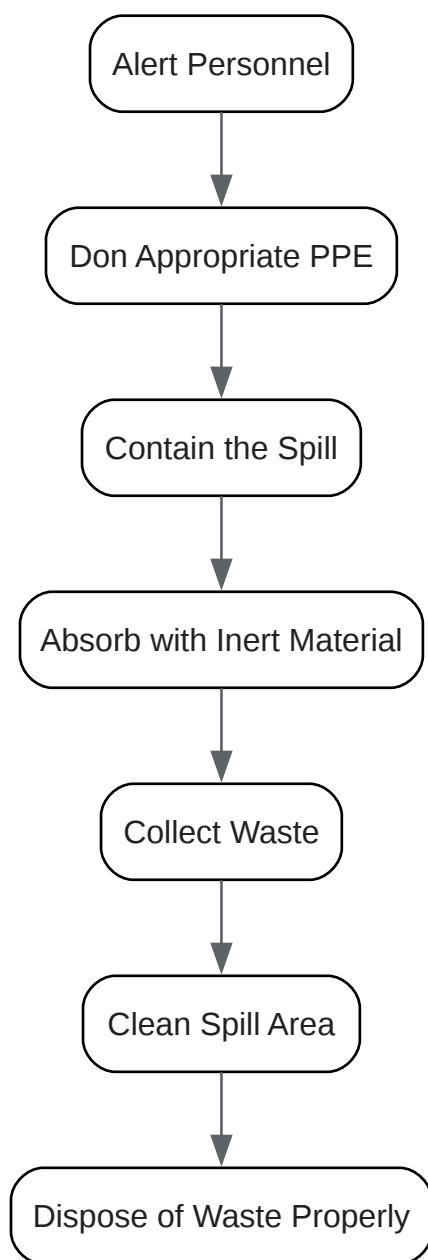 Alert Personnel
Don Appropriate PPE
Contain the Spill
Absorb with Inert Material
Collect Waste
Clean Spill Area
Dispose of Waste Properly